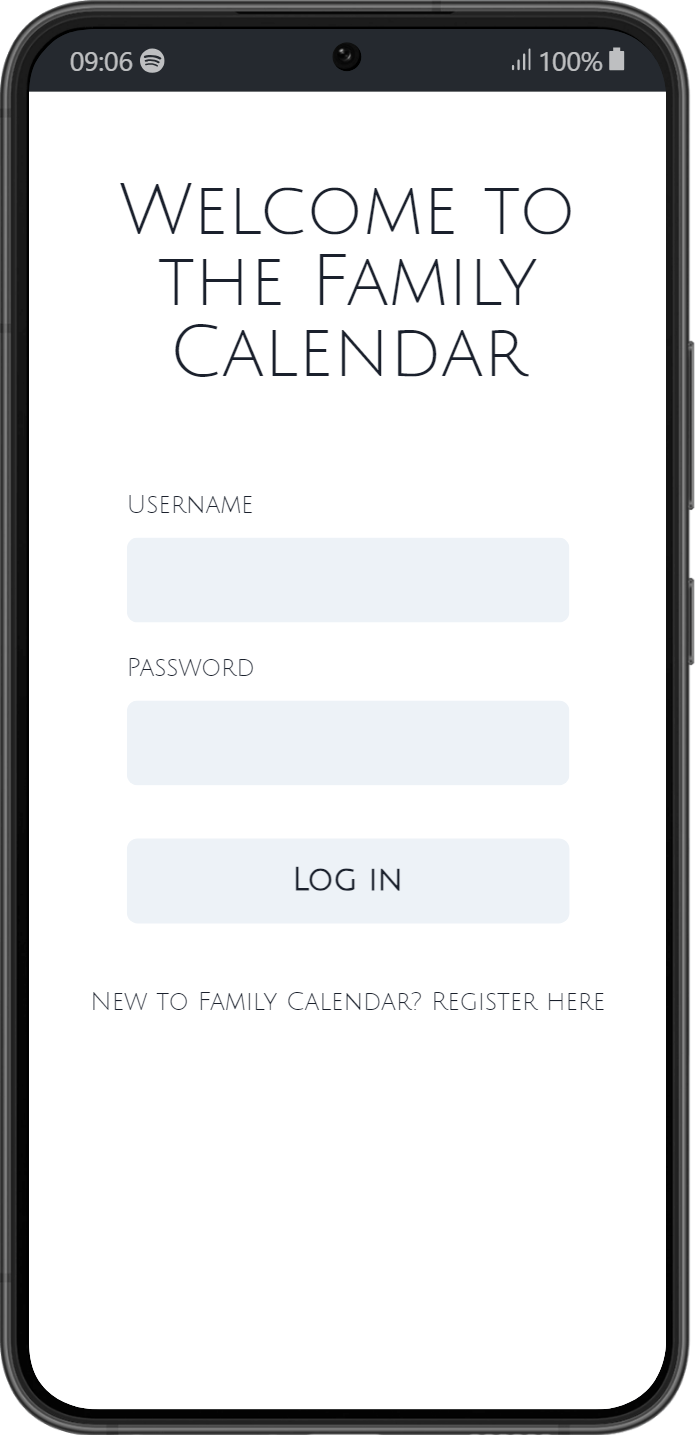 09:06 100%
Welcome to
the Family
Calendar
Username
Password
Log in
New to Family Calendar? Register here